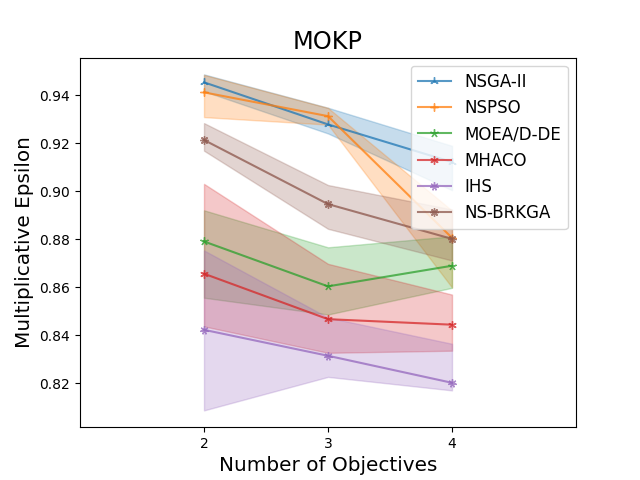 MOKP
Multiplicative Epsilon
0.94
0.92
0.90
0.88
0.86
0.84
0.82
NSGA-II
NSPSO
MOEA/D-DE
MHACO
IHS
NS-BRKGA
2
3
4
Number of Objectives